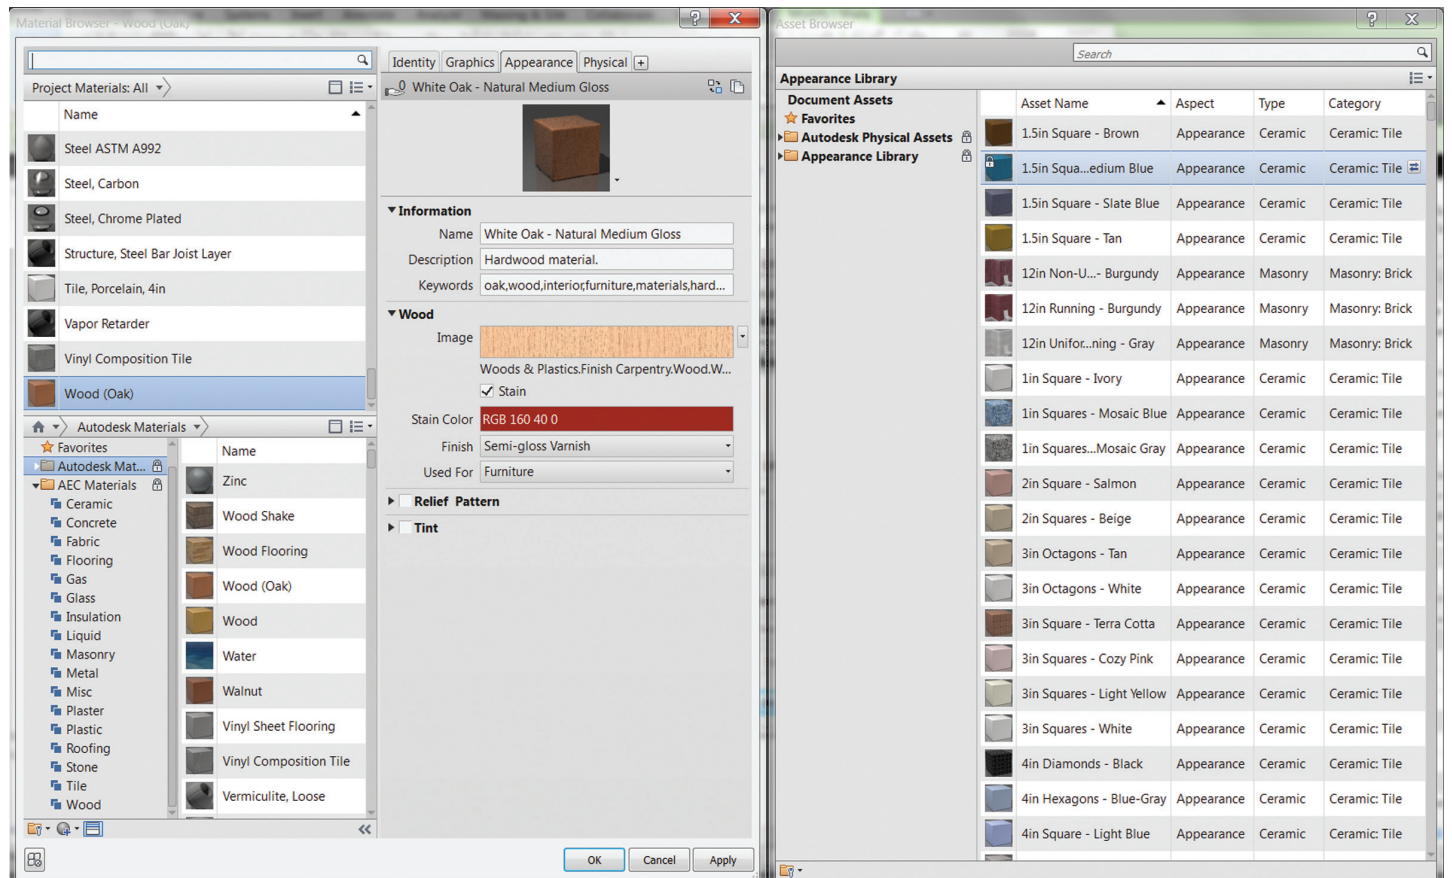 Material Browser - Wood (Oak)
Project Materials: All
Name
Steel ASTM A992
Steel, Carbon
Steel, Chrome Plated
Structure, Steel Bar Joist Layer
Tile, Porcelain, 4in
Vapor Retarder
Vinyl Composition Tile
Wood (Oak)
Autodesk Materials
Favorites
Autodesk Mat...
AEC Materials
Ceramic
Concrete
Fabric
Flooring
Gas
Glass
Insulation
Liquid
Masonry
Metal
Misc
Plaster
Plastic
Roofing
Stone
Tile
Wood
Name
Zinc
Wood Shake
Wood Flooring
Wood (Oak)
Wood
Water
Walnut
Vinyl Sheet Flooring
Vinyl Composition Tile
Vermiculite, Loose
Identity Graphics Appearance Physical
0 White Oak - Natural Medium Gloss
Information
Name White Oak - Natural Medium Gloss
Description Hardwood material.
Keywords oak,wood,interior,furniture,materials,hard...
Wood
Image
Woods & Plastics.Finish Carpentry.Wood.W...
Stain
Stain Color RGB 160 40 0
Finish Semi-gloss Varnish
Used For Furniture
Relief Pattern
Tint
OK Cancel Apply
Asset Browser
Search
Appearance Library
Document Assets
Favorites
Autodesk Physical Assets
Appearance Library
Asset Name Aspect Type Category
1.5in Square - Brown Appearance Ceramic Ceramic: Tile
1.5in Squa...edium Blue Appearance Ceramic Ceramic: Tile
1.5in Square - Slate Blue Appearance Ceramic Ceramic: Tile
1.5in Square - Tan Appearance Ceramic Ceramic: Tile
12in Non-U...- Burgundy Appearance Masonry Masonry: Brick
12in Running - Burgundy Appearance Masonry Masonry: Brick
12in Unifor...ning - Gray Appearance Masonry Masonry: Brick
1in Square - Ivory Appearance Ceramic Ceramic: Tile
1in Squares - Mosaic Blue Appearance Ceramic Ceramic: Tile
1in Squares...Mosaic Gray Appearance Ceramic Ceramic: Tile
2in Square - Salmon Appearance Ceramic Ceramic: Tile
2in Squares - Beige Appearance Ceramic Ceramic: Tile
3in Octagons - Tan Appearance Ceramic Ceramic: Tile
3in Octagons - White Appearance Ceramic Ceramic: Tile
3in Square - Terra Cotta Appearance Ceramic Ceramic: Tile
3in Squares - Cozy Pink Appearance Ceramic Ceramic: Tile
3in Squares - Light Yellow Appearance Ceramic Ceramic: Tile
3in Squares - White Appearance Ceramic Ceramic: Tile
4in Diamonds - Black Appearance Ceramic Ceramic: Tile
4in Hexagons - Blue-Gray Appearance Ceramic Ceramic: Tile
4in Square - Light Blue Appearance Ceramic Ceramic: Tile